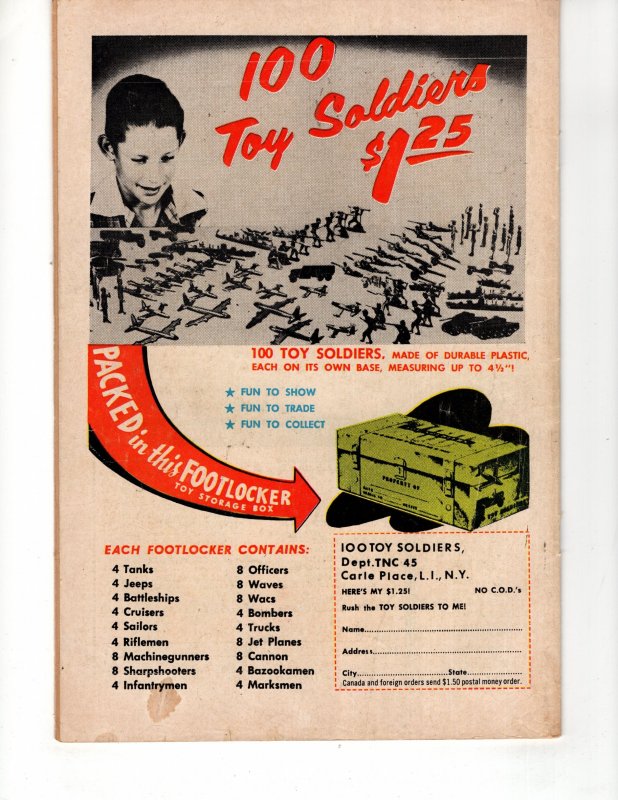 100
Toy Soldiers
$1.25
100 TOY SOLDIERS, MADE OF DURABLE PLASTIC,
EACH ON ITS OWN BASE, MEASURING UP TO 4½"!
★ FUN TO SHOW
★ FUN TO TRADE
★ FUN TO COLLECT
PACKED in this FOOTLOCKER
TOY STORAGE BOX
PROPERTY OF
EACH FOOTLOCKER CONTAINS:
4 Tanks
4 Jeeps
4 Battleships
4 Cruisers
4 Sailors
4 Riflemen
8 Machinegunners
8 Sharpshooters
4 Infantrymen
8 Officers
8 Waves
8 Wacs
4 Bombers
4 Trucks
8 Jet Planes
8 Cannon
4 Bazookamen
4 Marksmen
100 TOY SOLDIERS,
Dept. TNC 45
Carle Place, L.I., N.Y.
HERE'S MY $1.25! NO C.O.D.'s
Rush the TOY SOLDIERS TO ME!
Name
Address
City State
Canada and foreign orders send $1.50 postal money order.